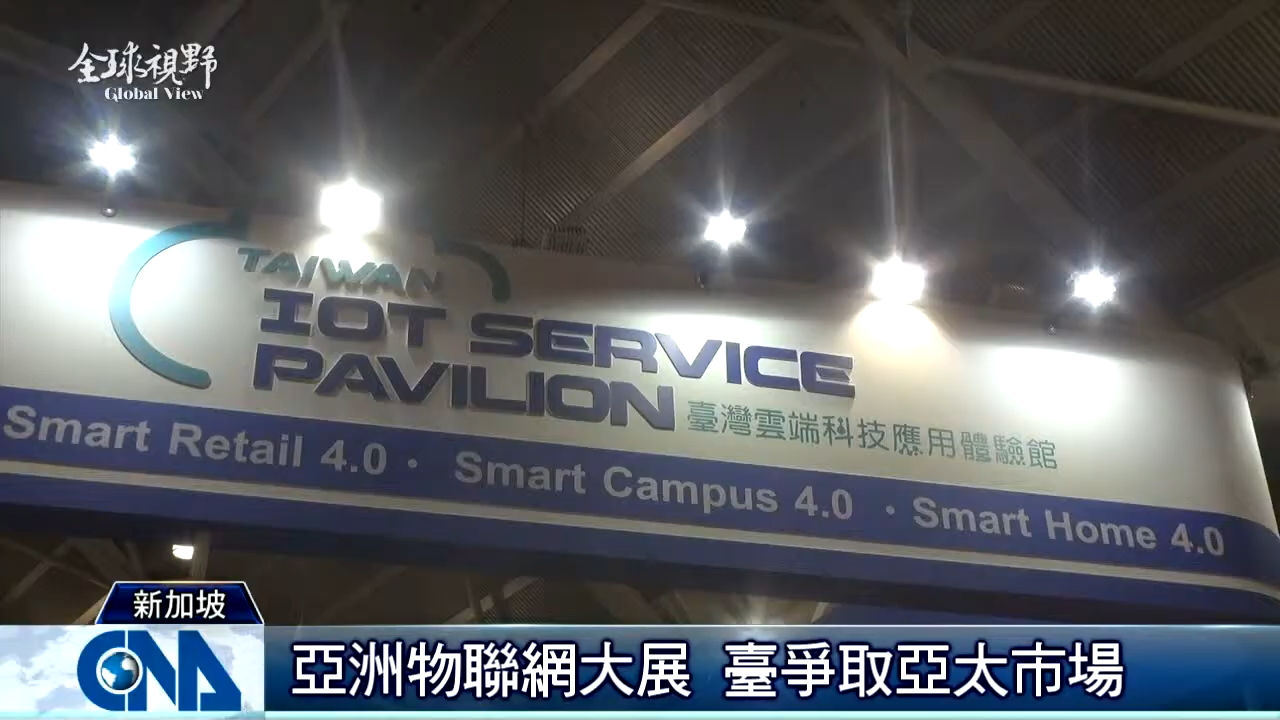 全球視野
Global View
TAIWAN
IOT SERVICE
PAVILION
臺灣雲端科技應用體驗館
Smart Retail 4.0 · Smart Campus 4.0 · Smart Home 4.0
新加坡
CNA
亞洲物聯網大展 臺爭取亞太市場